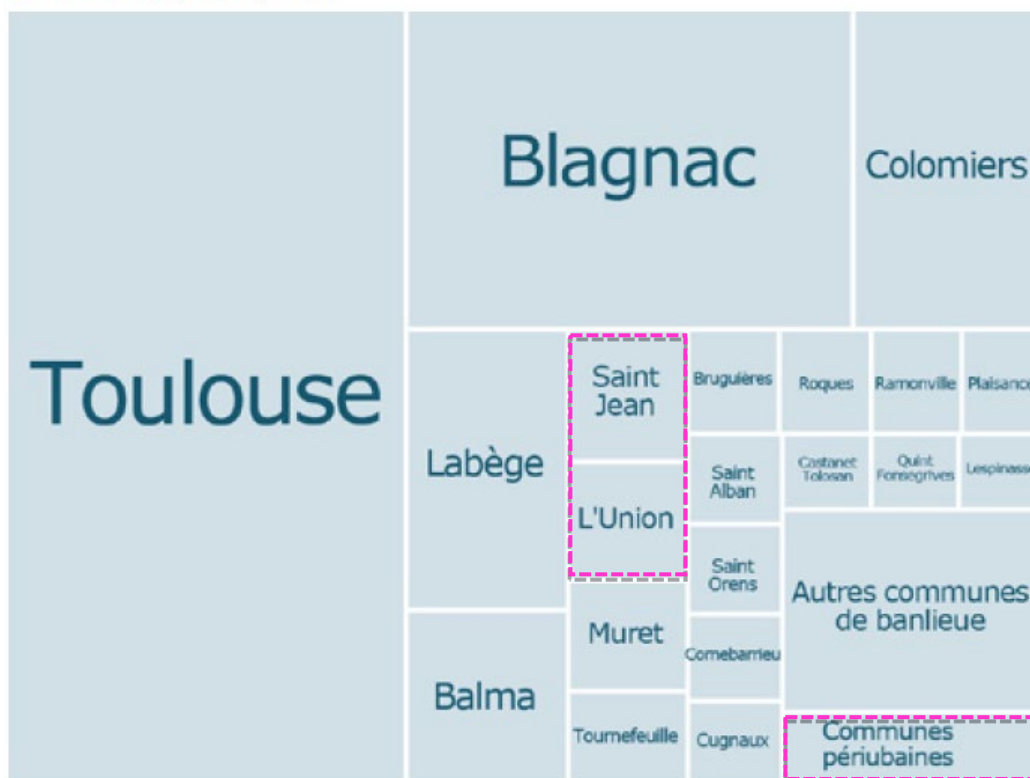 Blagnac
Colomiers
Toulouse
Saint
Jean
Bruguières
Roques
Ramonville
Plaisance
Labège
L'Union
Saint
Alban
Castanet
Tolosan
Quint
Fonsegrives
Lespinasse
Saint
Orens
Autres communes
de banlieue
Muret
Cornebarrieu
Balma
Tournefeuille
Cugnaux
Communes
périubaines